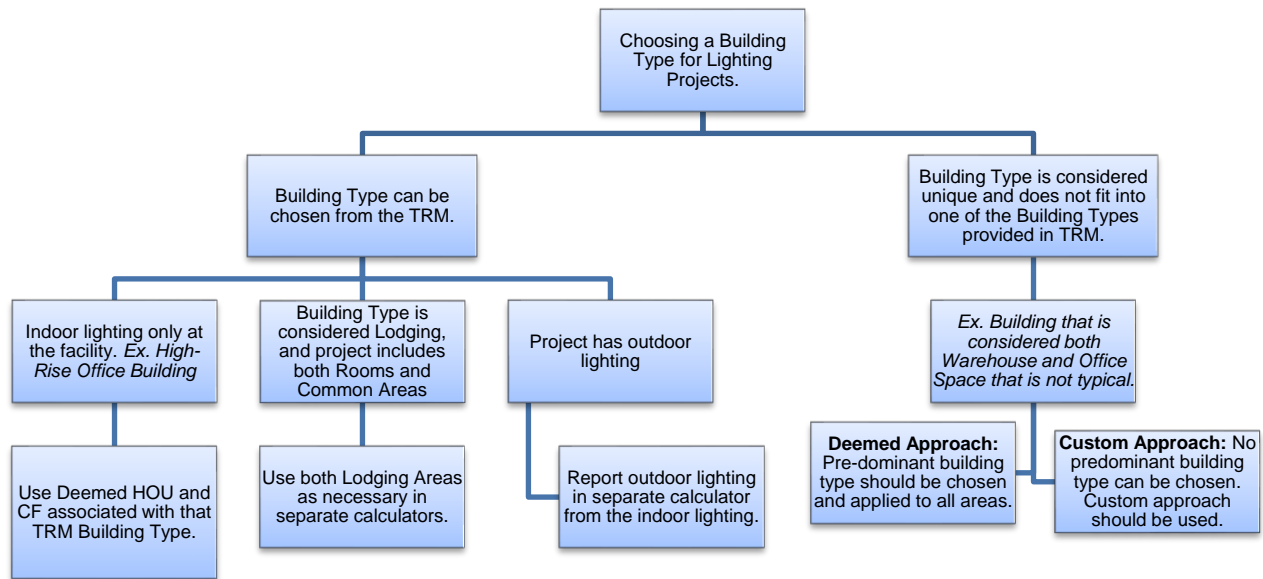 Choosing a Building
Type for Lighting
Projects.
Building Type can be
chosen from the TRM.
Building Type is considered
unique and does not fit into
one of the Building Types
provided in TRM.
Indoor lighting only at
the facility. Ex. High-
Rise Office Building
Building Type is
considered Lodging,
and project includes
both Rooms and
Common Areas
Project has outdoor
lighting
Ex. Building that is
considered both
Warehouse and Office
Space that is not typical.
Use Deemed HOU and
CF associated with that
TRM Building Type.
Use both Lodging Areas
as necessary in
separate calculators.
Report outdoor lighting
in separate calculator
from the indoor lighting.
Deemed Approach:
Pre-dominant building
type should be chosen
and applied to all areas.
Custom Approach: No
predominant building
type can be chosen.
Custom approach
should be used.